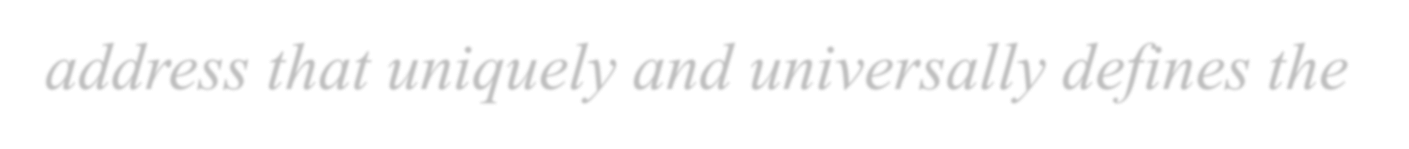 address that uniquely and universally defines the